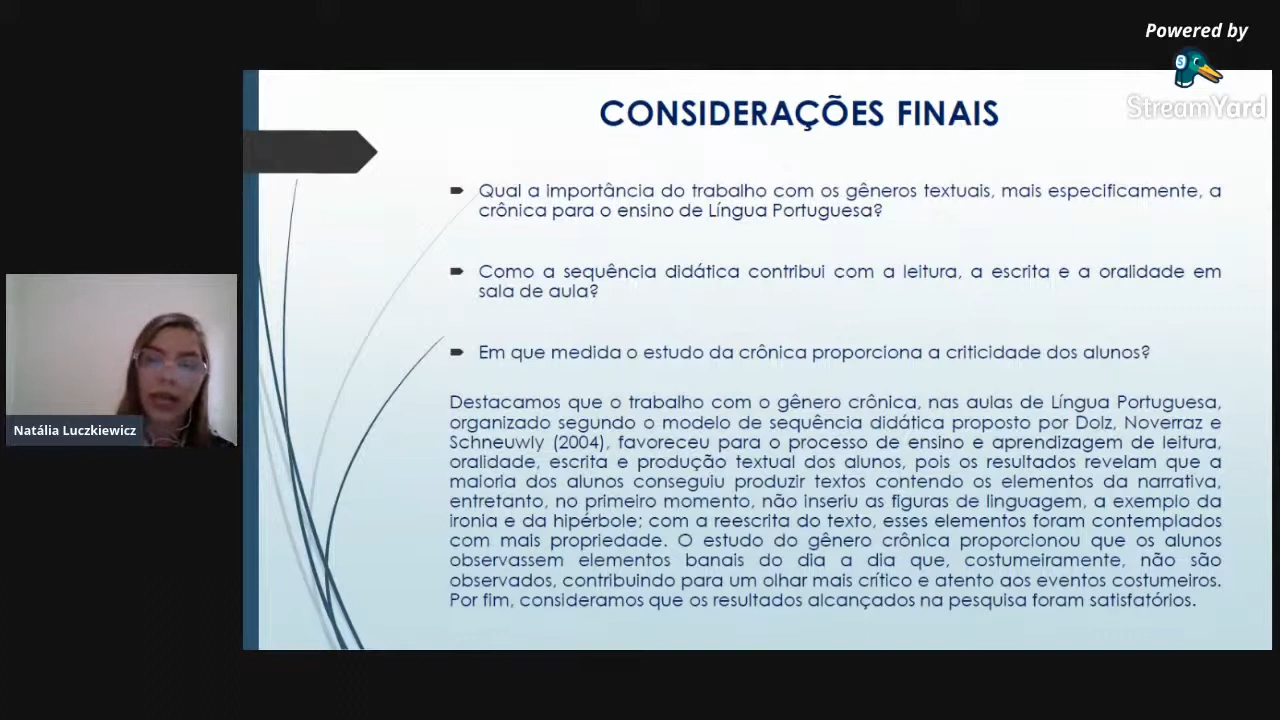 Powered by
StreamYard
CONSIDERAÇÕES FINAIS
Qual a importância do trabalho com os gêneros textuais, mais especificamente, a
crônica para o ensino de Língua Portuguesa?
Como a sequência didática contribui com a leitura, a escrita e a oralidade em
sala de aula?
Em que medida o estudo da crônica proporciona a criticidade dos alunos?
Destacamos que o trabalho com o gênero crônica, nas aulas de Língua Portuguesa,
organizado segundo o modelo de sequência didática proposto por Dolz, Noverraz e
Schneuwly (2004), favoreceu para o processo de ensino e aprendizagem de leitura,
oralidade, escrita e produção textual dos alunos, pois os resultados revelam que a
maioria dos alunos conseguiu produzir textos contendo os elementos da narrativa,
entretanto, no primeiro momento, não inseriu as figuras de linguagem, a exemplo da
ironia e da hipérbole; com a reescrita do texto, esses elementos foram contemplados
com mais propriedade. O estudo do gênero crônica proporcionou que os alunos
observassem elementos banais do dia a dia que, costumeiramente, não são
observados, contribuindo para um olhar mais crítico e atento aos eventos costumeiros.
Por fim, consideramos que os resultados alcançados na pesquisa foram satisfatórios.
Natália Luczkiewicz